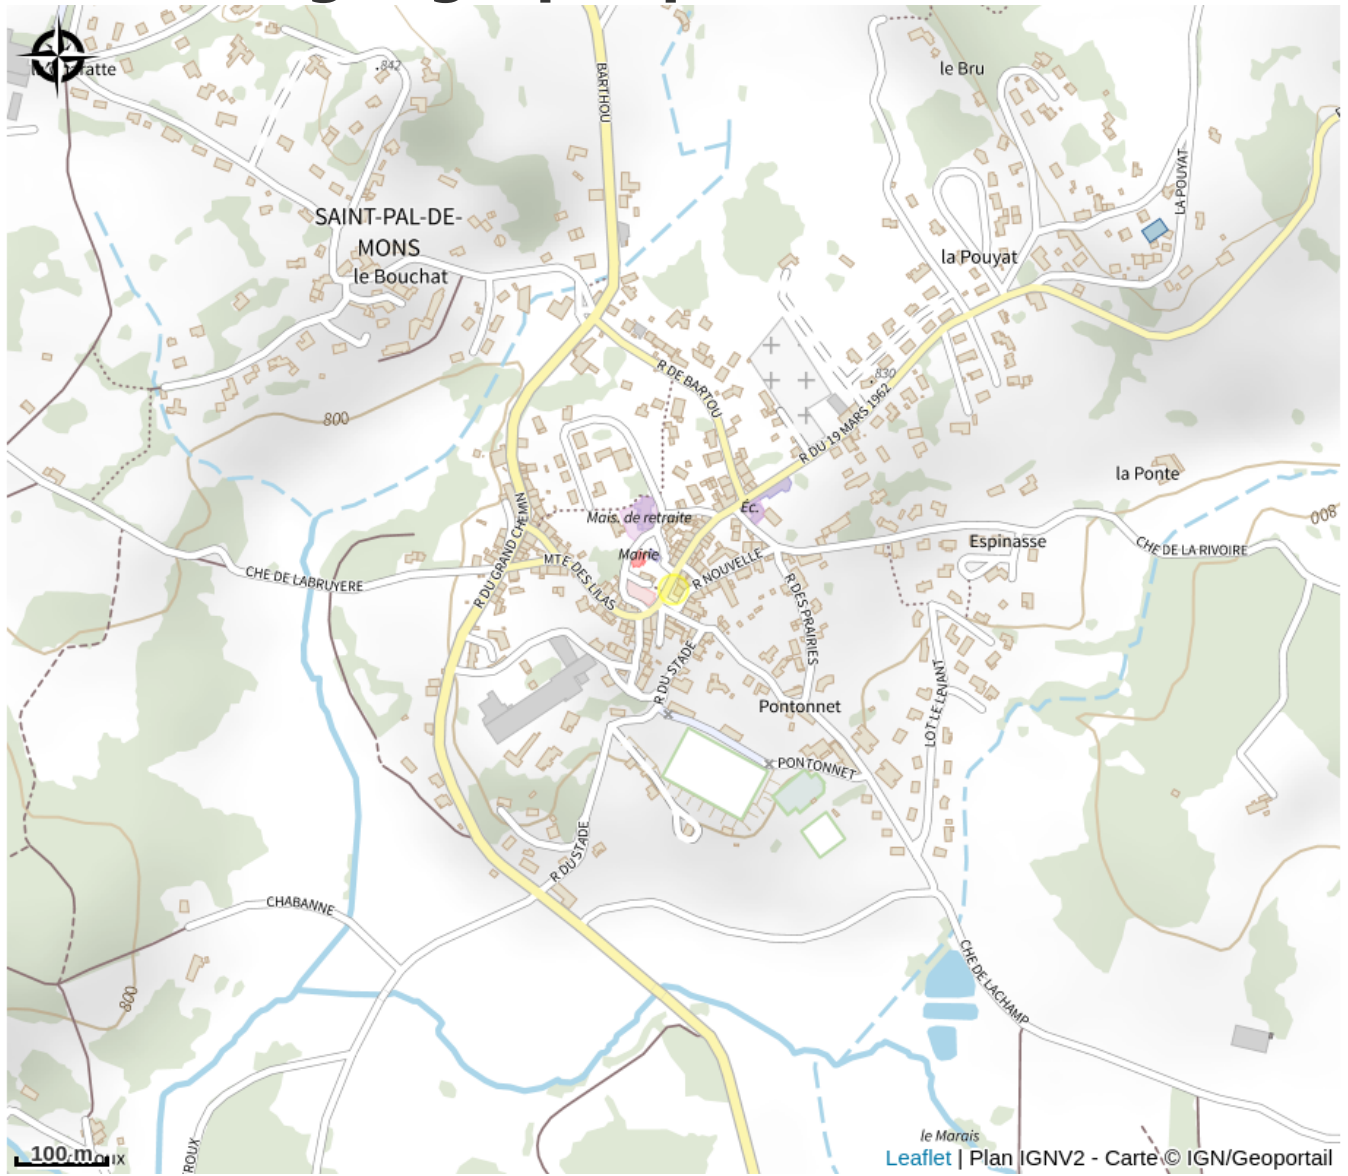 842
BARTHOU
le Bru
LA POUYAT
SAINT-PAL-DE-
MONS
le Bouchat
la Pouyat
R DE BARTOU
830
R DU 19 MARS 1962
800
la Ponte
Mais. de retraite
Éc.
800
R DU GRAND CHEMIN
Mairie
MTE DES LILAS
R NOUVELLE
Espinasse
CHE DE LA RIVOIRE
CHE DE LABRUYERE
R DES PRAIRIES
R DU STADE
LOT LE LEVANT
Pontonnet
PONTONNET
R DU STADE
CHABANNE
CHE DE LACHAMP
800
le Marais
100 m
Leaflet | Plan IGNV2 - Carte © IGN/Geoportail